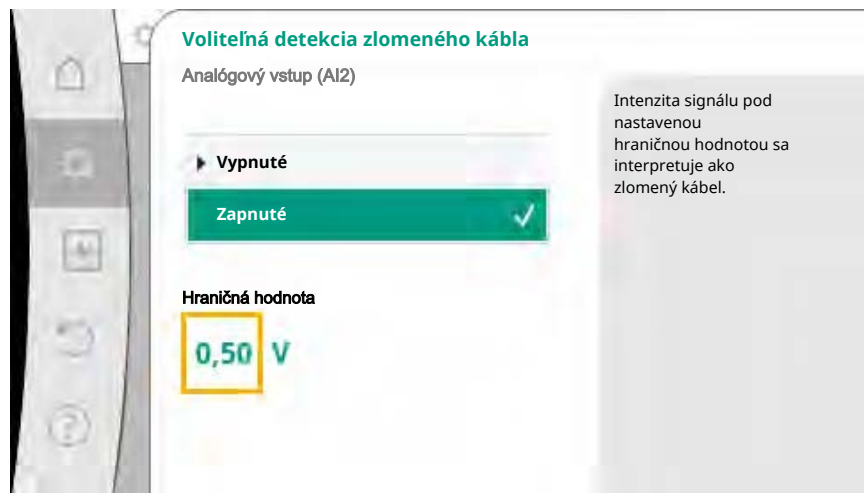 Voliteľná detekcia zlomeného kábla
Analógový vstup (AI2)
Intenzita signálu pod
nastavenou
hraničnou hodnotou sa
interpretuje ako
zlomený kábel.
Vypnuté
Zapnuté
Hraničná hodnota
0,50 V